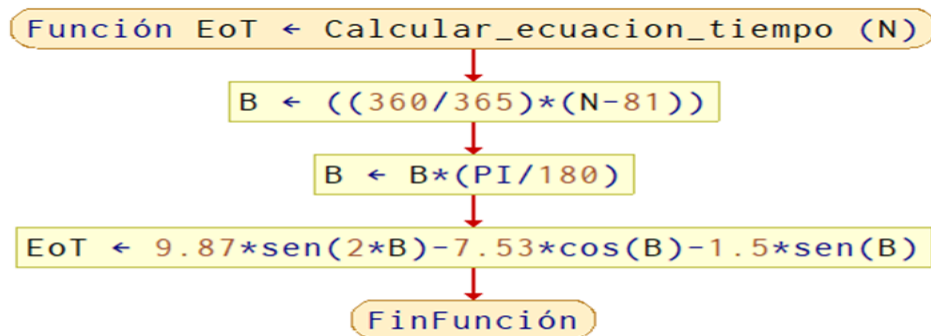 Función EoT ← Calcular_ecuacion_tiempo (N)
B ← ((360/365)*(N-81))
B ← B*(PI/180)
EoT ← 9.87*sen(2*B)-7.53*cos(B)-1.5*sen(B)
FinFunción